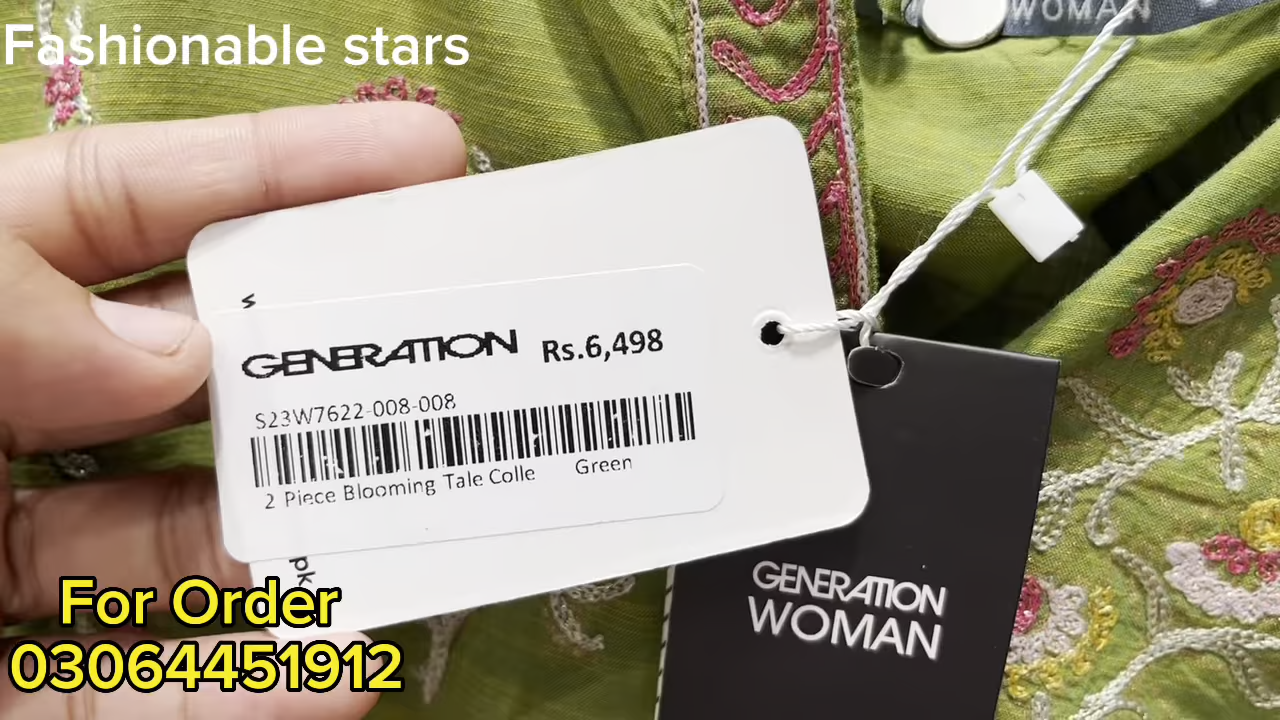 Fashionable stars
WOMAN
GENERATION Rs.6,498
S23W7622-008-008
2 Piece Blooming Tale Colle Green
pk
GENERATION
WOMAN
For Order
03064451912